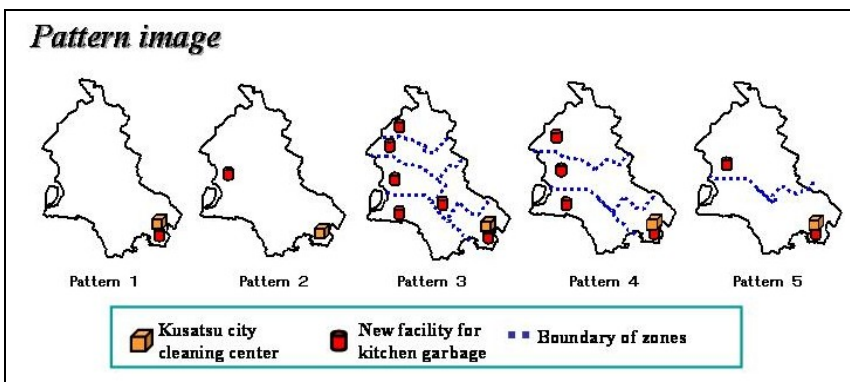 Pattern image
Pattern 1
Pattern 2
Pattern 3
Pattern 4
Pattern 5
Kusatsu city
cleaning center
New facility for
kitchen garbage
Boundary of zones